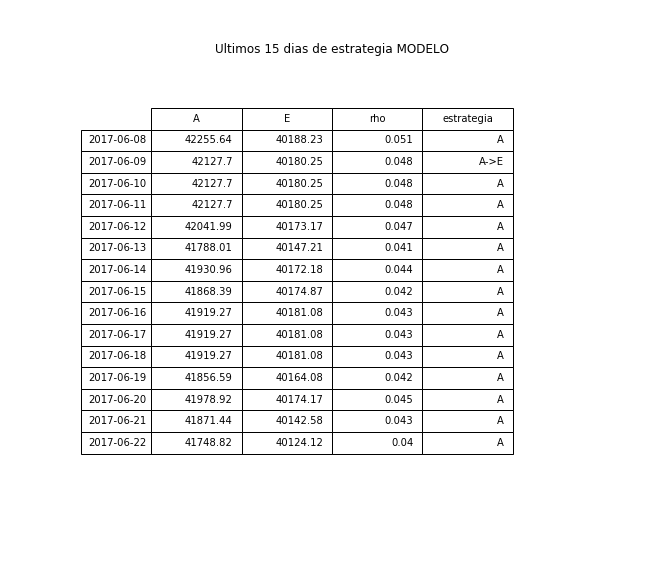 Ultimos 15 dias de estrategia MODELO
A E rho estrategia
2017-06-08 42255.64 40188.23 0.051 A
2017-06-09 42127.7 40180.25 0.048 A->E
2017-06-10 42127.7 40180.25 0.048 A
2017-06-11 42127.7 40180.25 0.048 A
2017-06-12 42041.99 40173.17 0.047 A
2017-06-13 41788.01 40147.21 0.041 A
2017-06-14 41930.96 40172.18 0.044 A
2017-06-15 41868.39 40174.87 0.042 A
2017-06-16 41919.27 40181.08 0.043 A
2017-06-17 41919.27 40181.08 0.043 A
2017-06-18 41919.27 40181.08 0.043 A
2017-06-19 41856.59 40164.08 0.042 A
2017-06-20 41978.92 40174.17 0.045 A
2017-06-21 41871.44 40142.58 0.043 A
2017-06-22 41748.82 40124.12 0.04 A